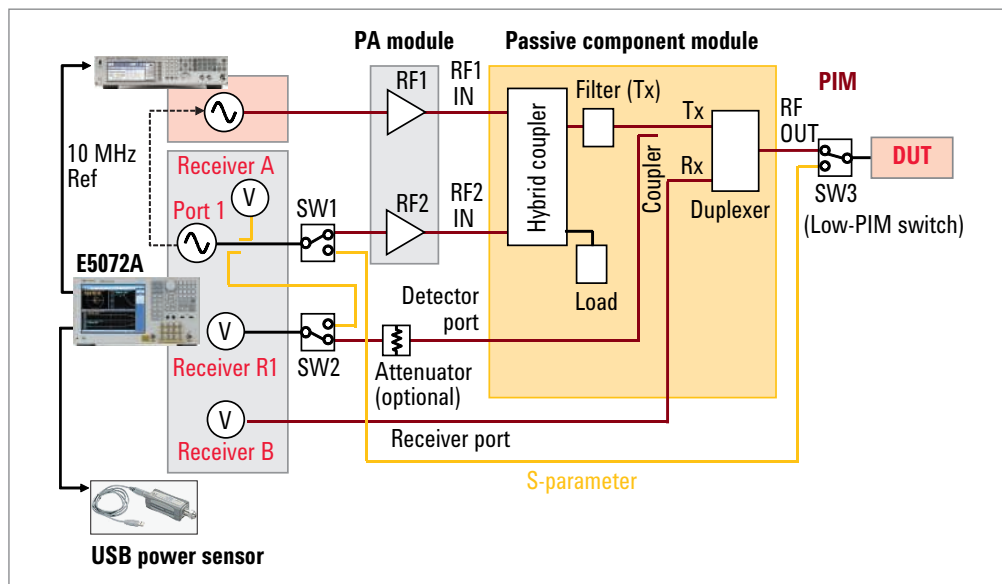 PA module
Passive component module
RF1
RF1
IN
Filter (Tx)
PIM
Tx
RF
OUT
10 MHz
Ref
Receiver A
V
Port 1
SW1
RF2
RF2
IN
Hybrid coupler
Coupler
Rx
Duplexer
DUT
SW3
(Low-PIM switch)
E5072A
Load
Detector
port
V
Receiver R1
SW2
Attenuator
(optional)
V
Receiver B
Receiver port
S-parameter
USB power sensor